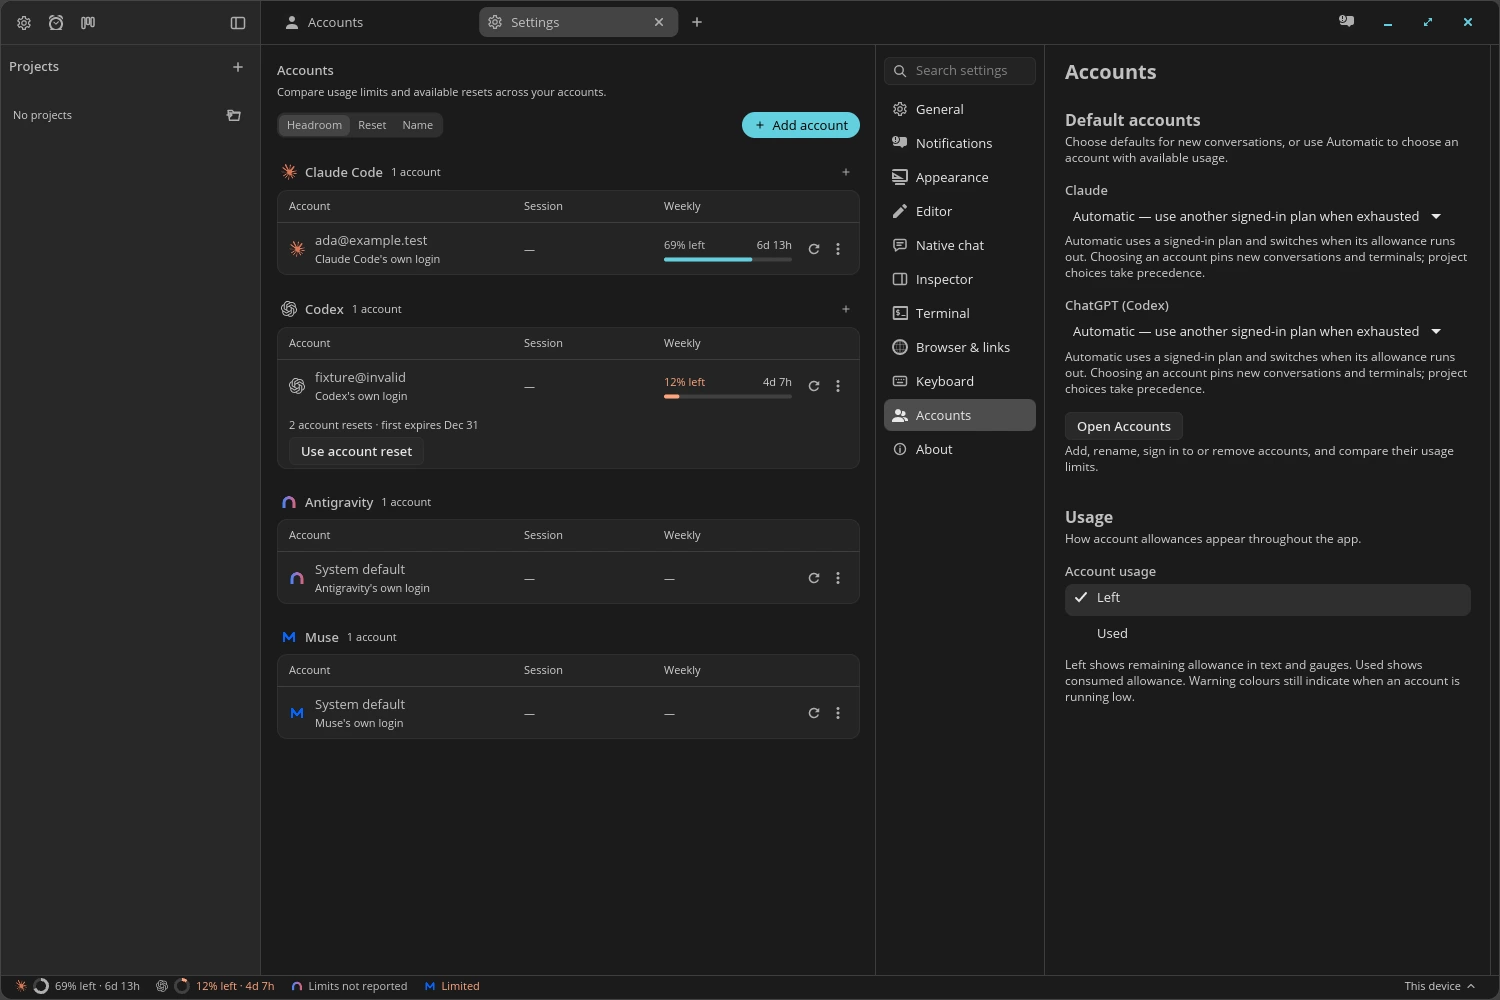 Accounts
Settings
Projects
No projects
Accounts
Compare usage limits and available resets across your accounts.
Headroom Reset Name
Add account
Claude Code 1 account
Account Session Weekly
ada@example.test
Claude Code's own login
—
69% left 6d 13h
Codex 1 account
Account Session Weekly
fixture@invalid
Codex's own login
—
12% left 4d 7h
2 account resets · first expires Dec 31
Use account reset
Antigravity 1 account
Account Session Weekly
System default
Antigravity's own login
— —
Muse 1 account
Account Session Weekly
System default
Muse's own login
— —
Search settings
General
Notifications
Appearance
Editor
Native chat
Inspector
Terminal
Browser & links
Keyboard
Accounts
About
Accounts
Default accounts
Choose defaults for new conversations, or use Automatic to choose an
account with available usage.
Claude
Automatic — use another signed-in plan when exhausted
Automatic uses a signed-in plan and switches when its allowance runs
out. Choosing an account pins new conversations and terminals; project
choices take precedence.
ChatGPT (Codex)
Automatic — use another signed-in plan when exhausted
Automatic uses a signed-in plan and switches when its allowance runs
out. Choosing an account pins new conversations and terminals; project
choices take precedence.
Open Accounts
Add, rename, sign in to or remove accounts, and compare their usage
limits.
Usage
How account allowances appear throughout the app.
Account usage
Left
Used
Left shows remaining allowance in text and gauges. Used shows
consumed allowance. Warning colours still indicate when an account is
running low.
69% left · 6d 13h
12% left · 4d 7h
Limits not reported
Limited
This device